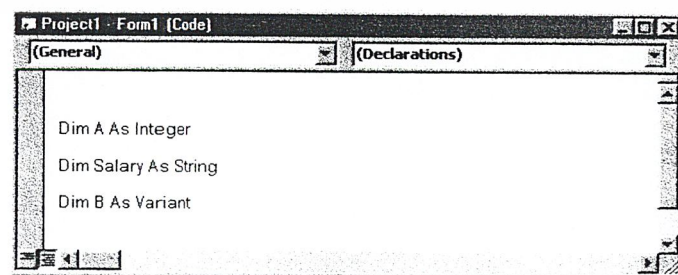 Project1 - Form1 (Code)
(General)
(Declarations)
Dim A As Integer
Dim Salary As String
Dim B As Variant